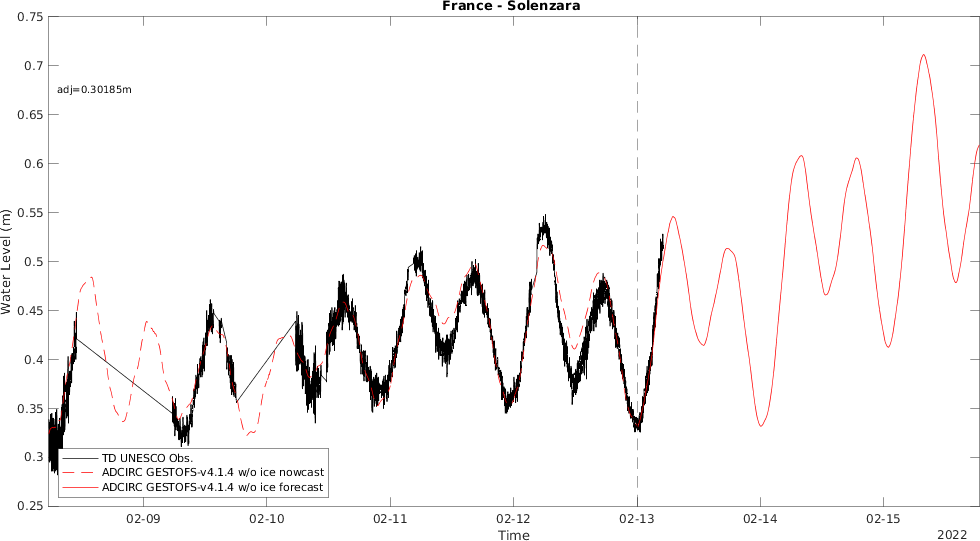 France - Solenzara
0.75
0.7
0.65
0.6
0.55
0.5
0.45
0.4
0.35
0.3
0.25
Water Level (m)
adj=0.30185m
TD UNESCO Obs.
ADCIRC GESTOFS-v4.1.4 w/o ice nowcast
ADCIRC GESTOFS-v4.1.4 w/o ice forecast
02-09 02-10 02-11 02-12 02-13 02-14 02-15
Time
2022